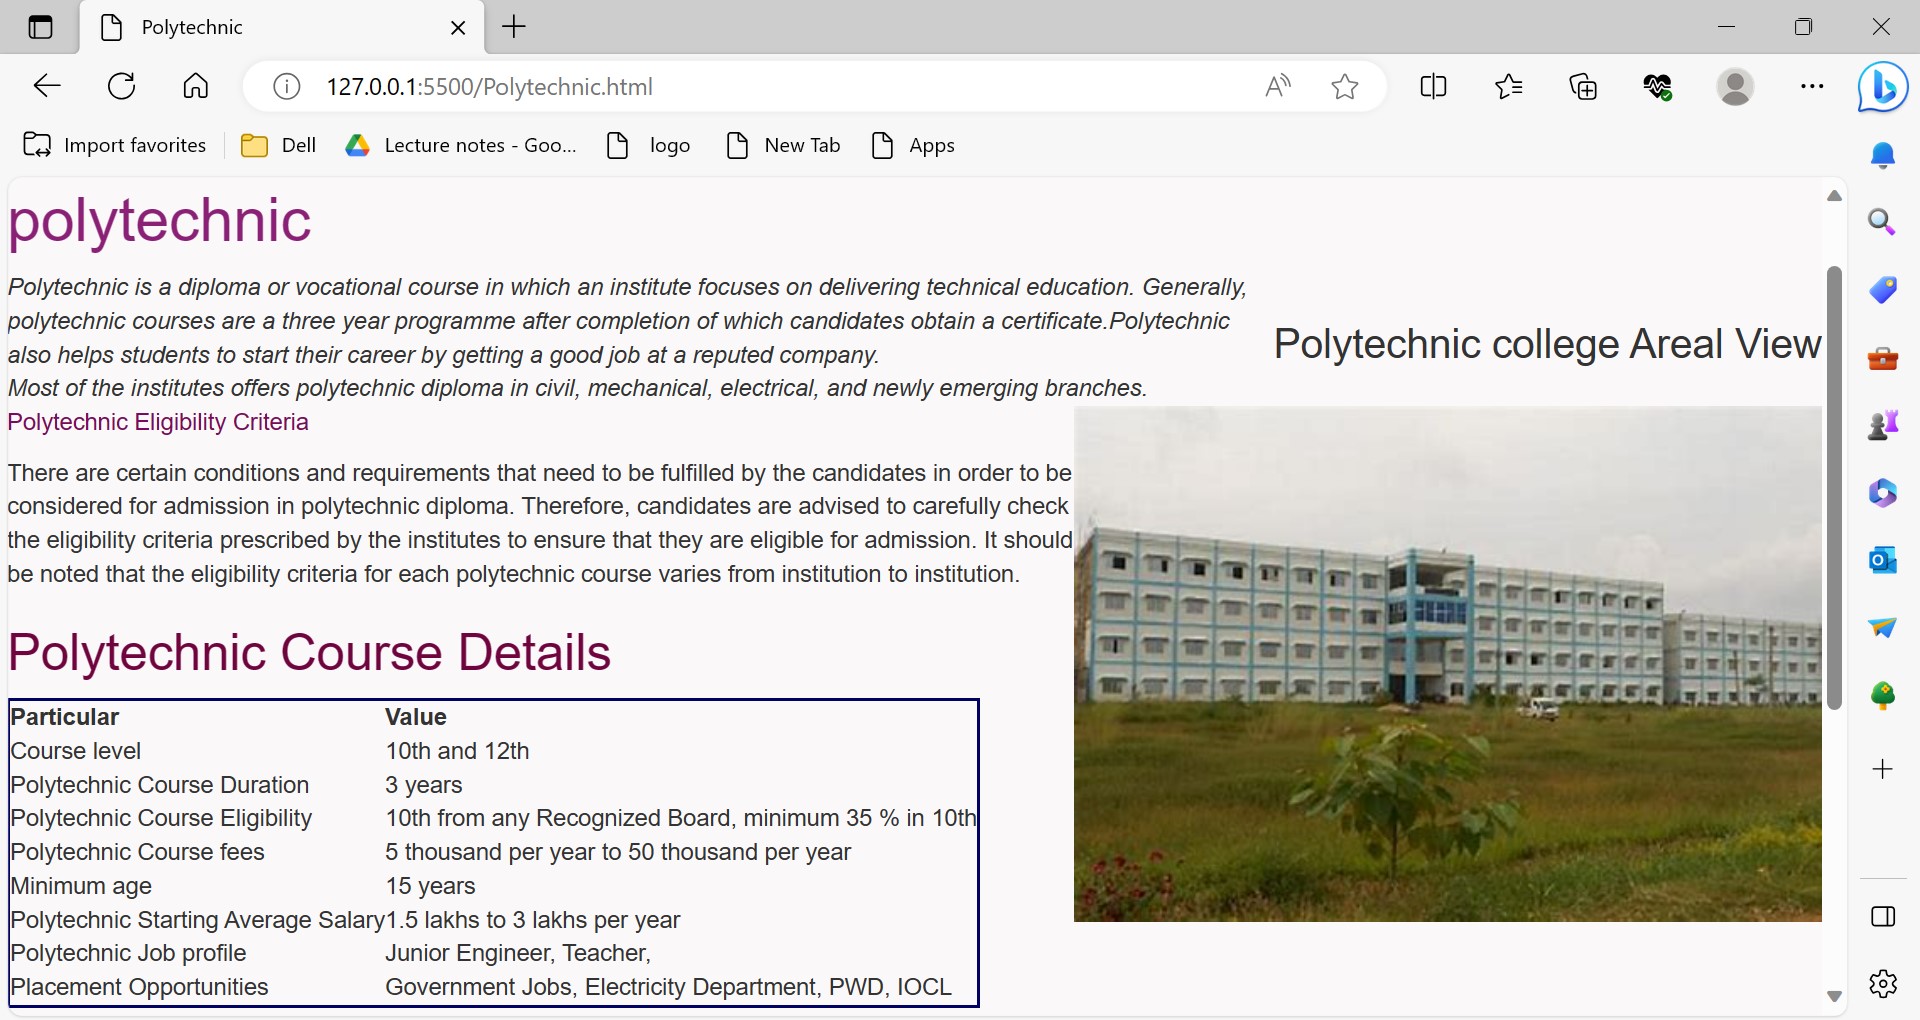 Polytechnic
127.0.0.1:5500/Polytechnic.html
Import favorites
Dell
Lecture notes - Goo...
logo
New Tab
Apps
polytechnic
Polytechnic is a diploma or vocational course in which an institute focuses on delivering technical education. Generally,
polytechnic courses are a three year programme after completion of which candidates obtain a certificate.Polytechnic
also helps students to start their career by getting a good job at a reputed company.
Most of the institutes offers polytechnic diploma in civil, mechanical, electrical, and newly emerging branches.
Polytechnic college Areal View
Polytechnic Eligibility Criteria
There are certain conditions and requirements that need to be fulfilled by the candidates in order to be
considered for admission in polytechnic diploma. Therefore, candidates are advised to carefully check
the eligibility criteria prescribed by the institutes to ensure that they are eligible for admission. It should
be noted that the eligibility criteria for each polytechnic course varies from institution to institution.
Polytechnic Course Details
Particular Value
Course level 10th and 12th
Polytechnic Course Duration 3 years
Polytechnic Course Eligibility 10th from any Recognized Board, minimum 35 % in 10th
Polytechnic Course fees 5 thousand per year to 50 thousand per year
Minimum age 15 years
Polytechnic Starting Average Salary 1.5 lakhs to 3 lakhs per year
Polytechnic Job profile Junior Engineer, Teacher,
Placement Opportunities Government Jobs, Electricity Department, PWD, IOCL